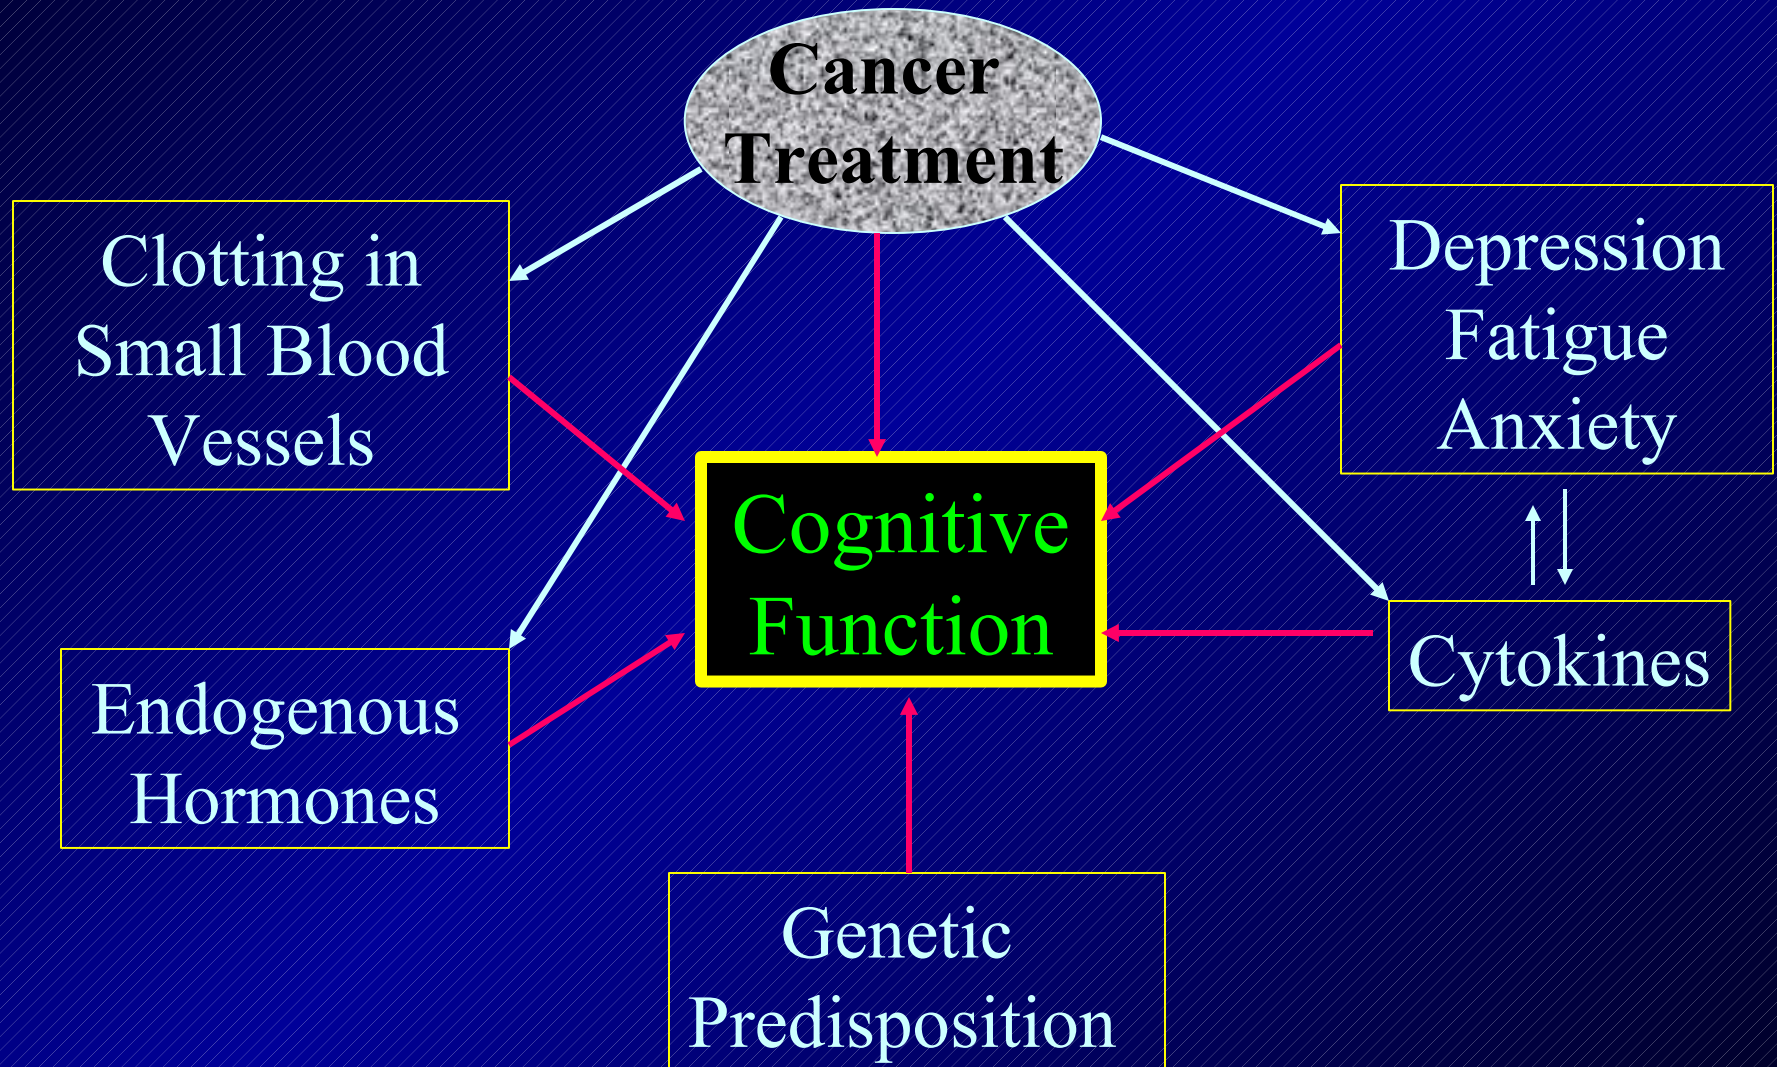 Cancer
Treatment
Clotting in
Small Blood
Vessels
Depression
Fatigue
Anxiety
Cognitive
Function
Endogenous
Hormones
Cytokines
Genetic
Predisposition